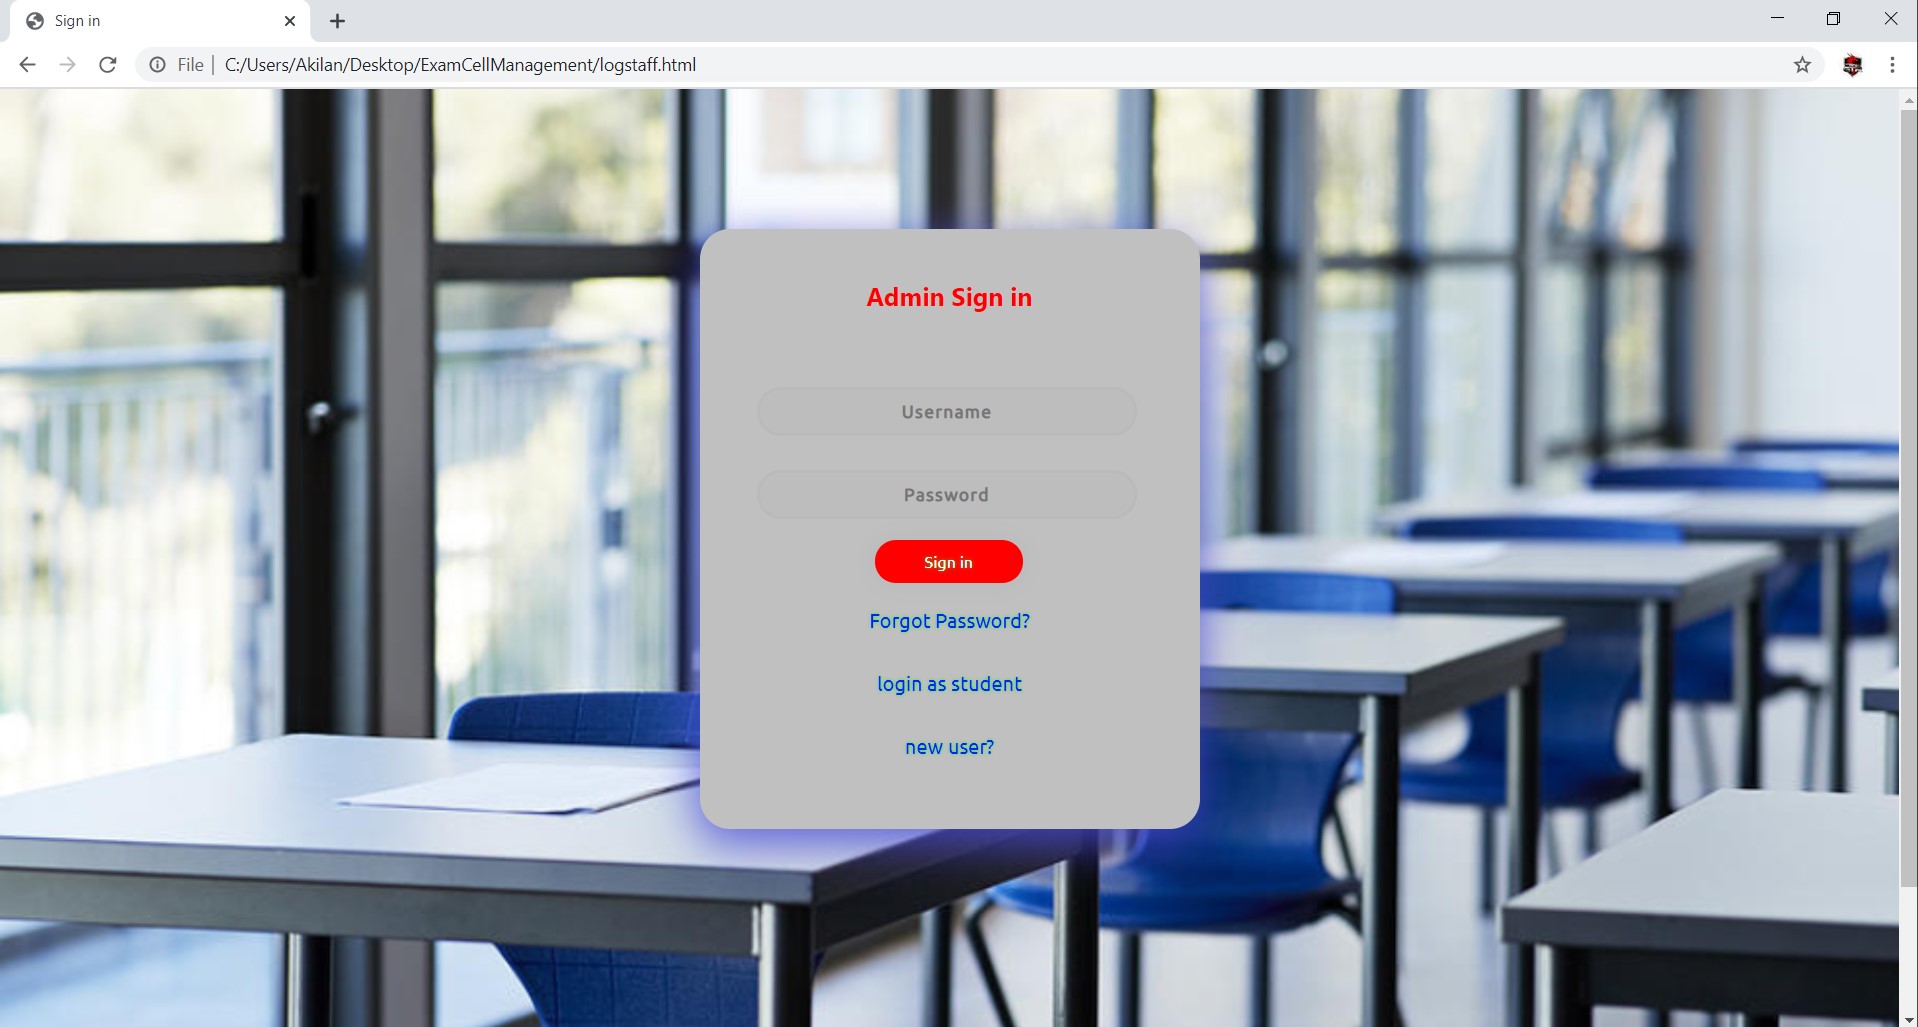 Sign in
File
C:/Users/Akilan/Desktop/ExamCellManagement/logstaff.html
Admin Sign in
Username
Password
Sign in
Forgot Password?
login as student
new user?